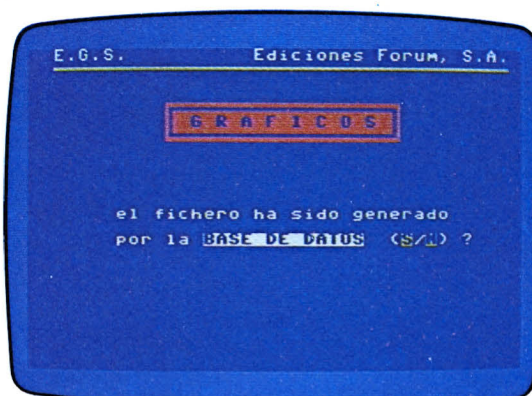 E.G.S. Ediciones Forum, S.A.
GRAFICOS
el fichero ha sido generado
por la BASE DE DATOS (S/N) ?